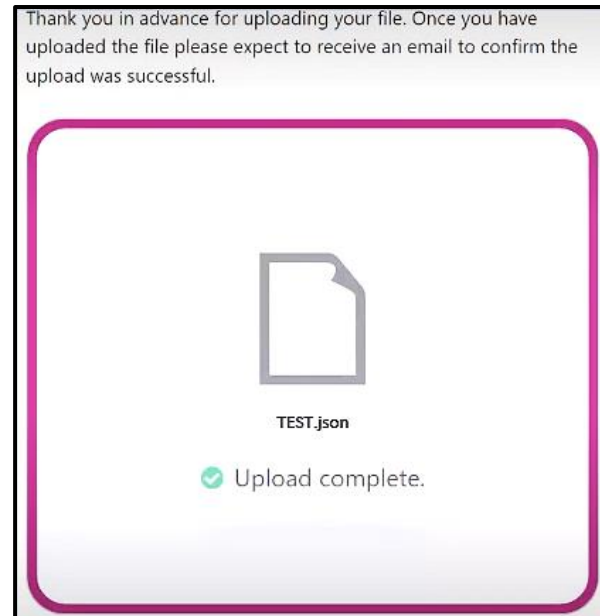 Thank you in advance for uploading your file. Once you have
uploaded the file please expect to receive an email to confirm the
upload was successful.
TEST.json
Upload complete.